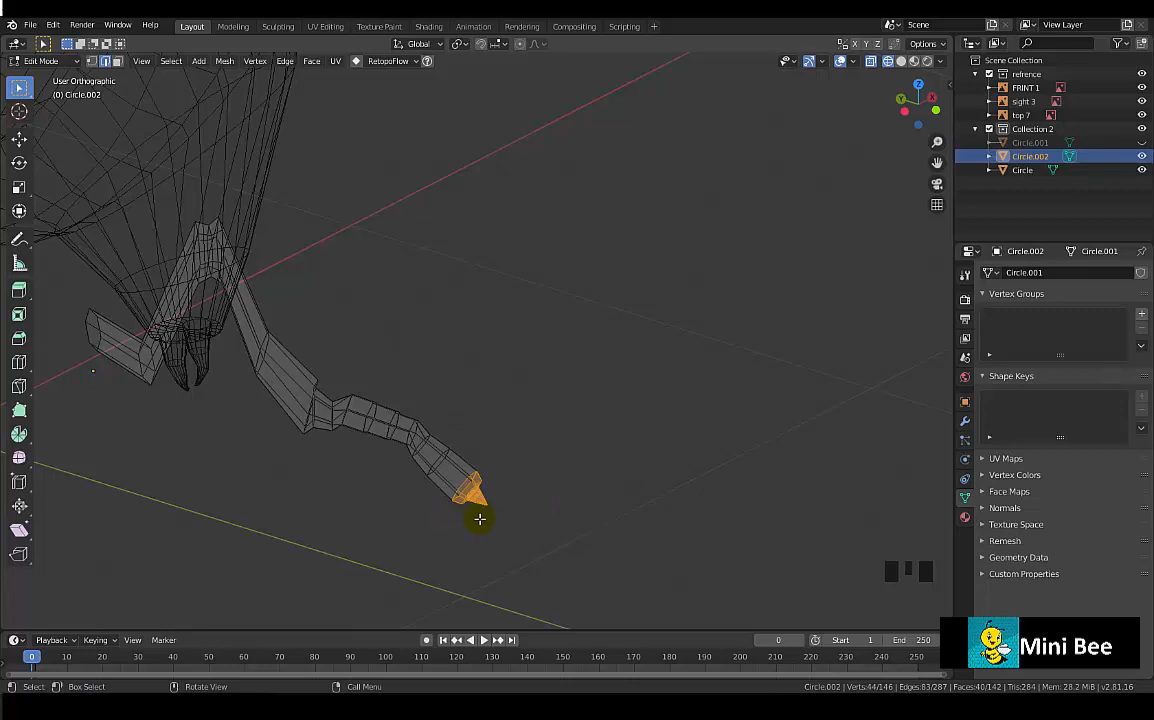 File Edit Render Window Help Layout Modeling Sculpting UV Editing Texture Paint Shading Animation Rendering Compositing Scripting + Scene View Layer
Global Options
Edit Mode View Select Add Mesh Vertex Edge Face UV RetopoFlow
X Y Z
User Orthographic
(0) Circle.002
Scene Collection
refrence
FRINT 1
sight 3
top 7
Collection 2
Circle.001
Circle.002
Circle
Circle.002 Circle.001
Circle.001
Vertex Groups
Shape Keys
UV Maps
Vertex Colors
Face Maps
Normals
Texture Space
Remesh
Geometry Data
Custom Properties
Mini Bee
Playback Keying View Marker 0 Start 1 End 250
0 10 20 30 40 50 60 70 80 90 100 110 120 130 140 150 160 170 180 190 200 210 220 230 240 250
Select Box Select Rotate View Call Menu Circle.002 | Verts:44/146 | Edges:83/287 | Faces:40/142 | Tris:284 | Mem: 28.2 MiB | v2.81.16